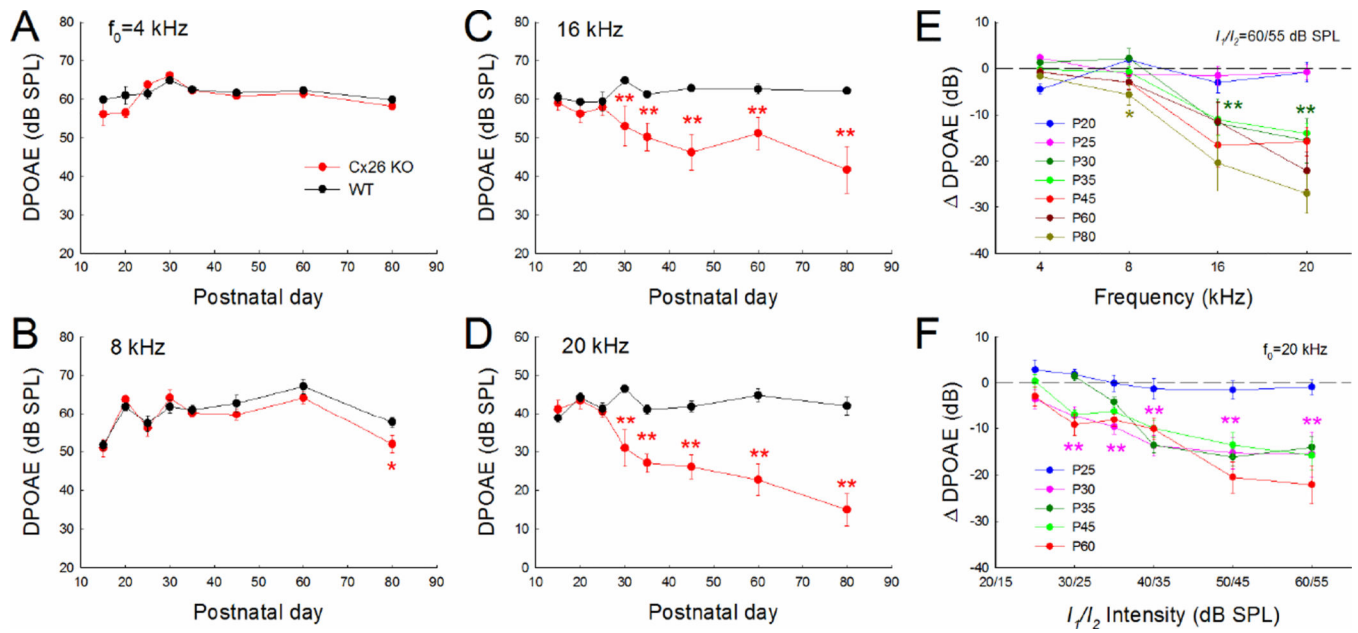 A
f0=4 kHz
80
70
60
50
40
30
20
DPOAE (dB SPL)
Cx26 KO
WT
10 20 30 40 50 60 70 80 90
Postnatal day
B
8 kHz
80
70
60
50
40
30
20
DPOAE (dB SPL)
*
10 20 30 40 50 60 70 80 90
Postnatal day
C
16 kHz
80
70
60
50
40
30
20
DPOAE (dB SPL)
** ** ** ** **
10 20 30 40 50 60 70 80 90
Postnatal day
D
20 kHz
60
50
40
30
20
10
0
DPOAE (dB SPL)
** ** ** ** **
10 20 30 40 50 60 70 80 90
Postnatal day
E
I1/I2=60/55 dB SPL
10
0
-10
-20
-30
-40
Δ DPOAE (dB)
P20
P25
P30
P35
P45
P60
P80
* ** **
4 8 16 20
Frequency (kHz)
F
f0=20 kHz
10
0
-10
-20
-30
-40
Δ DPOAE (dB)
** ** ** ** **
P25
P30
P35
P45
P60
20/15 30/25 40/35 50/45 60/55
I1/I2 Intensity (dB SPL)